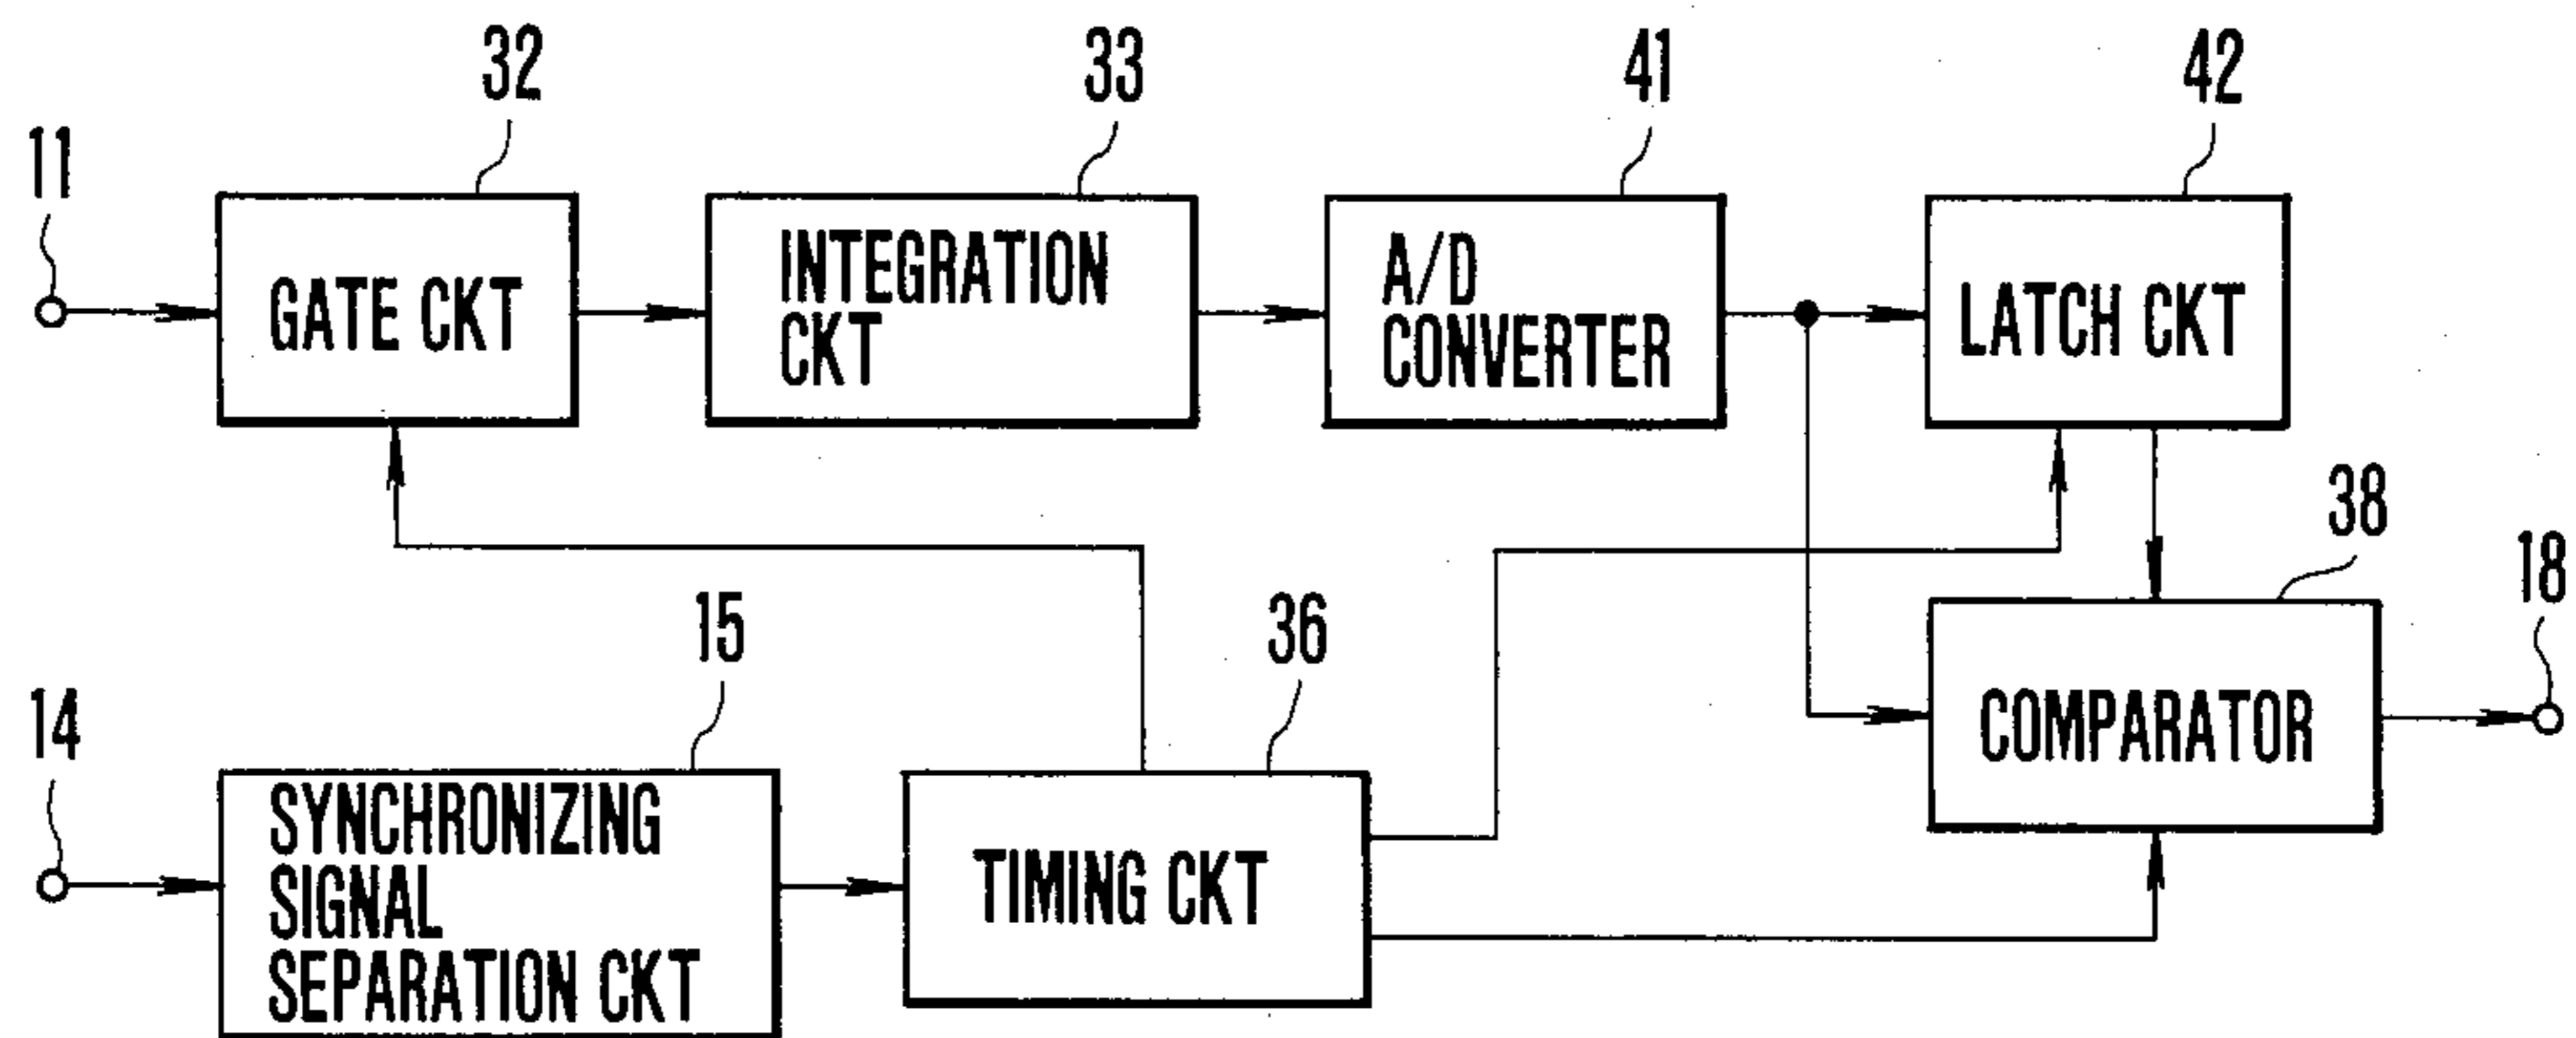 32
33
41
42
11
GATE CKT
INTEGRATION
CKT
A/D
CONVERTER
LATCH CKT
38
18
15
36
14
SYNCHRONIZING
SIGNAL
SEPARATION CKT
TIMING CKT
COMPARATOR